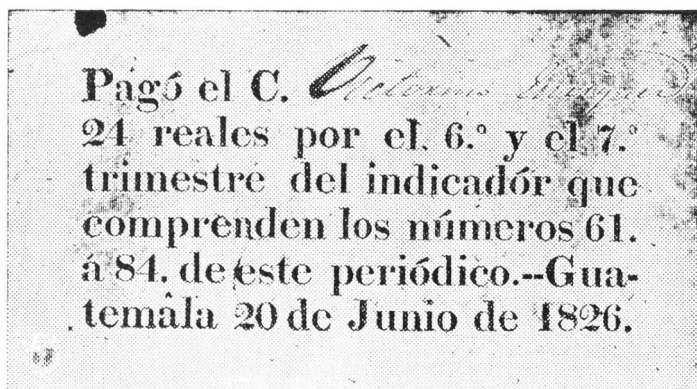 Pagó el C.
24 reales por el 6.º y el 7.º
trimestre del indicadór que
comprenden los números 61.
á 84. de este periódico.--Gua-
temâla 20 de Junio de 1826.